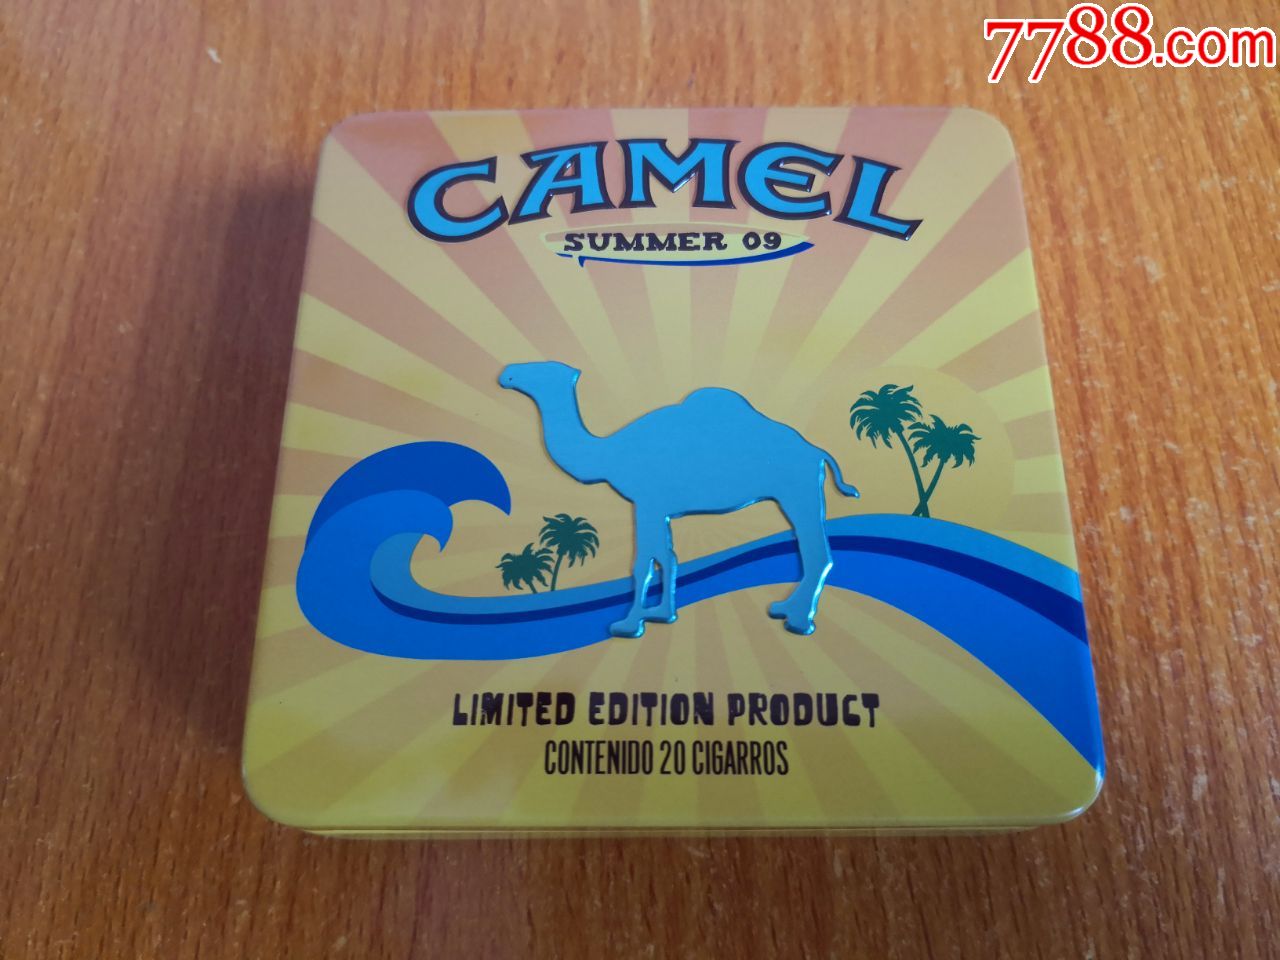 7788.com
CAMEL
SUMMER 09
LIMITED EDITION PRODUCT
CONTENIDO 20 CIGARROS